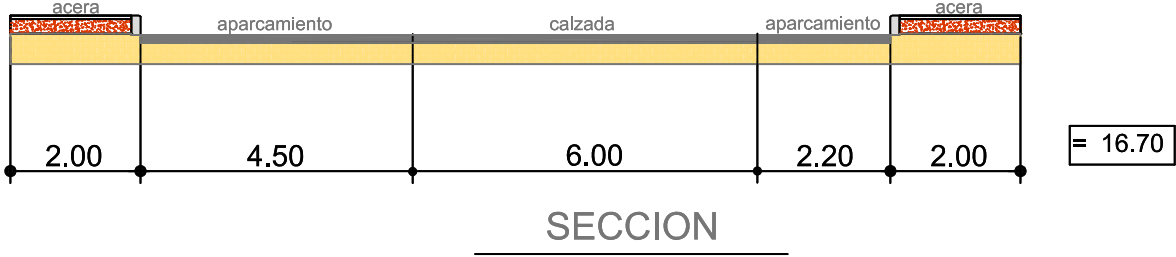 acera acera
aparcamiento calzada aparcamiento
2.00 4.50 6.00 2.20 2.00 = 16.70
SECCION